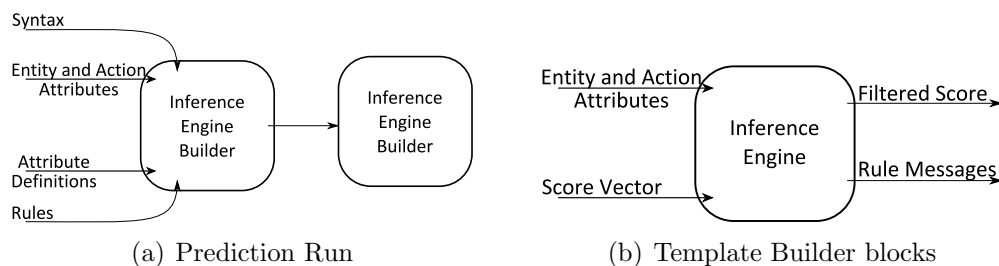 Syntax
Entity and Action
Attributes
Attribute
Definitions
Rules
Inference
Engine
Builder
Inference
Engine
Builder
(a) Prediction Run
Entity and Action
Attributes
Score Vector
Inference
Engine
Filtered Score
Rule Messages
(b) Template Builder blocks